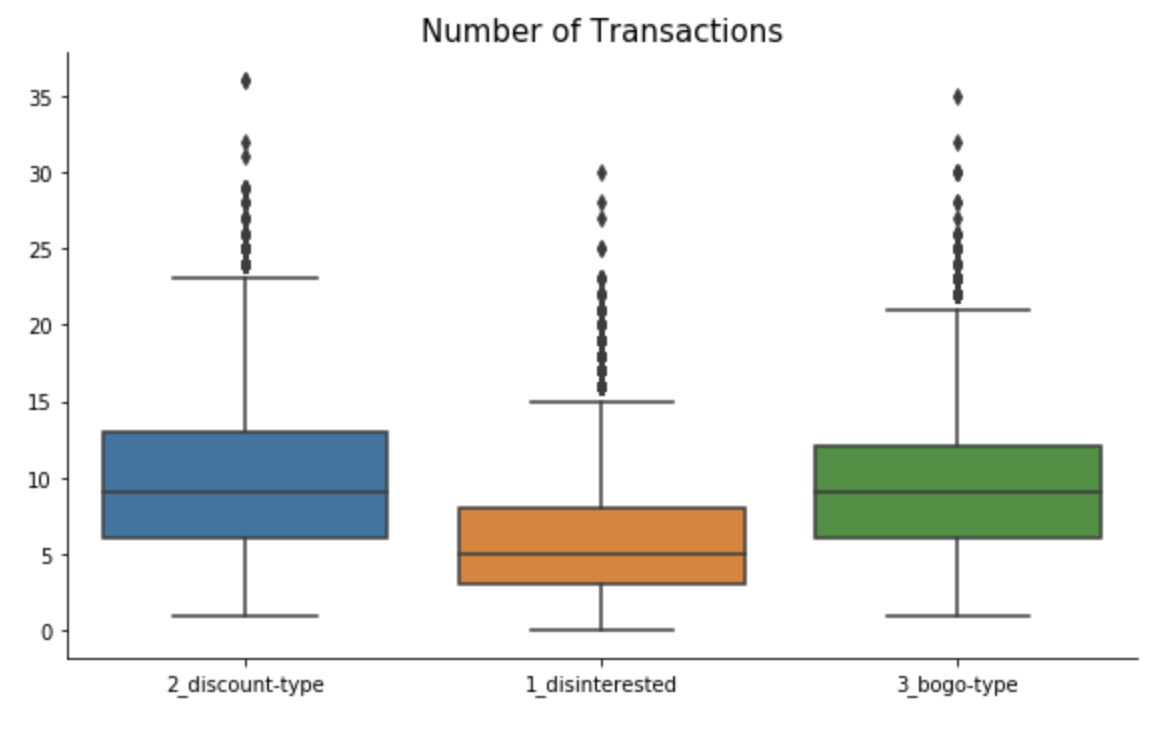 Number of Transactions
35
30
25
20
15
10
5
0
2_discount-type
1_disinterested
3_bogo-type